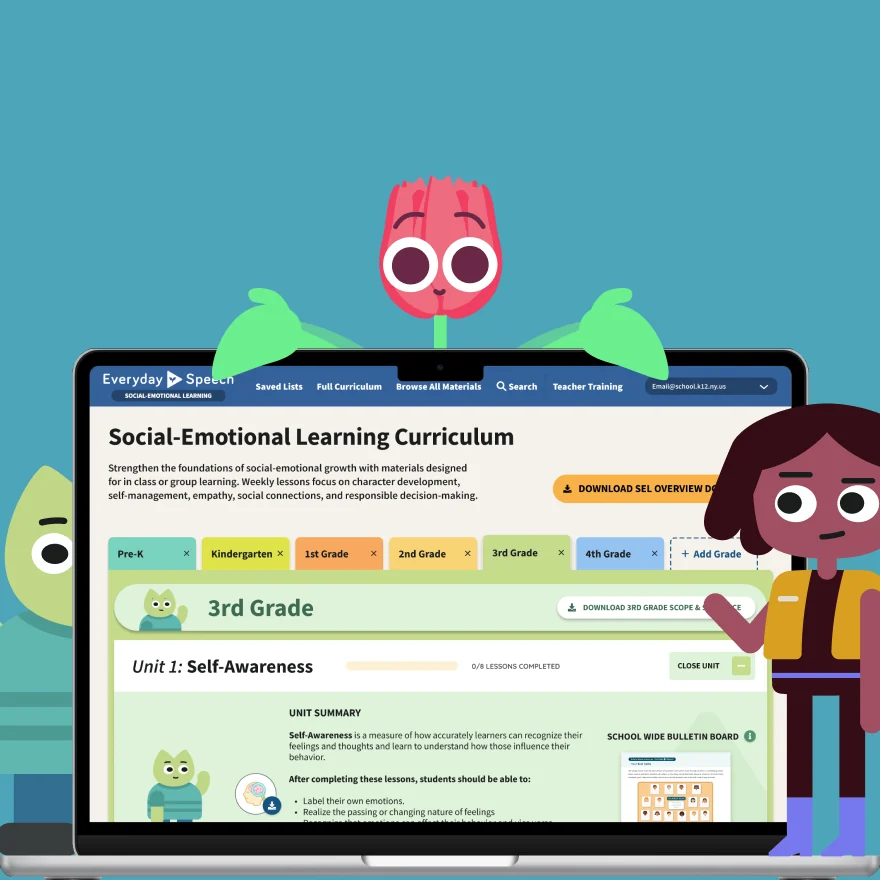 Everyday Speech
SOCIAL-EMOTIONAL LEARNING
Saved Lists
Full Curriculum
Browse All Materials
Search
Teacher Training
Email@school.k12.ny.us
Social-Emotional Learning Curriculum
Strengthen the foundations of social-emotional growth with materials designed
for in class or group learning. Weekly lessons focus on character development,
self-management, empathy, social connections, and responsible decision-making.
DOWNLOAD SEL OVERVIEW
Pre-K ×
Kindergarten ×
1st Grade ×
2nd Grade ×
3rd Grade ×
4th Grade ×
+ Add Grade
3rd Grade
DOWNLOAD 3RD GRADE SCOPE &
Unit 1: Self-Awareness
0/8 LESSONS COMPLETED
CLOSE UNIT
UNIT SUMMARY
Self-Awareness is a measure of how accurately learners can recognize their
feelings and thoughts and learn to understand how those influence their
behavior.
After completing these lessons, students should be able to:
• Label their own emotions.
• Realize the passing or changing nature of feelings
SCHOOL WIDE BULLETIN BOARD